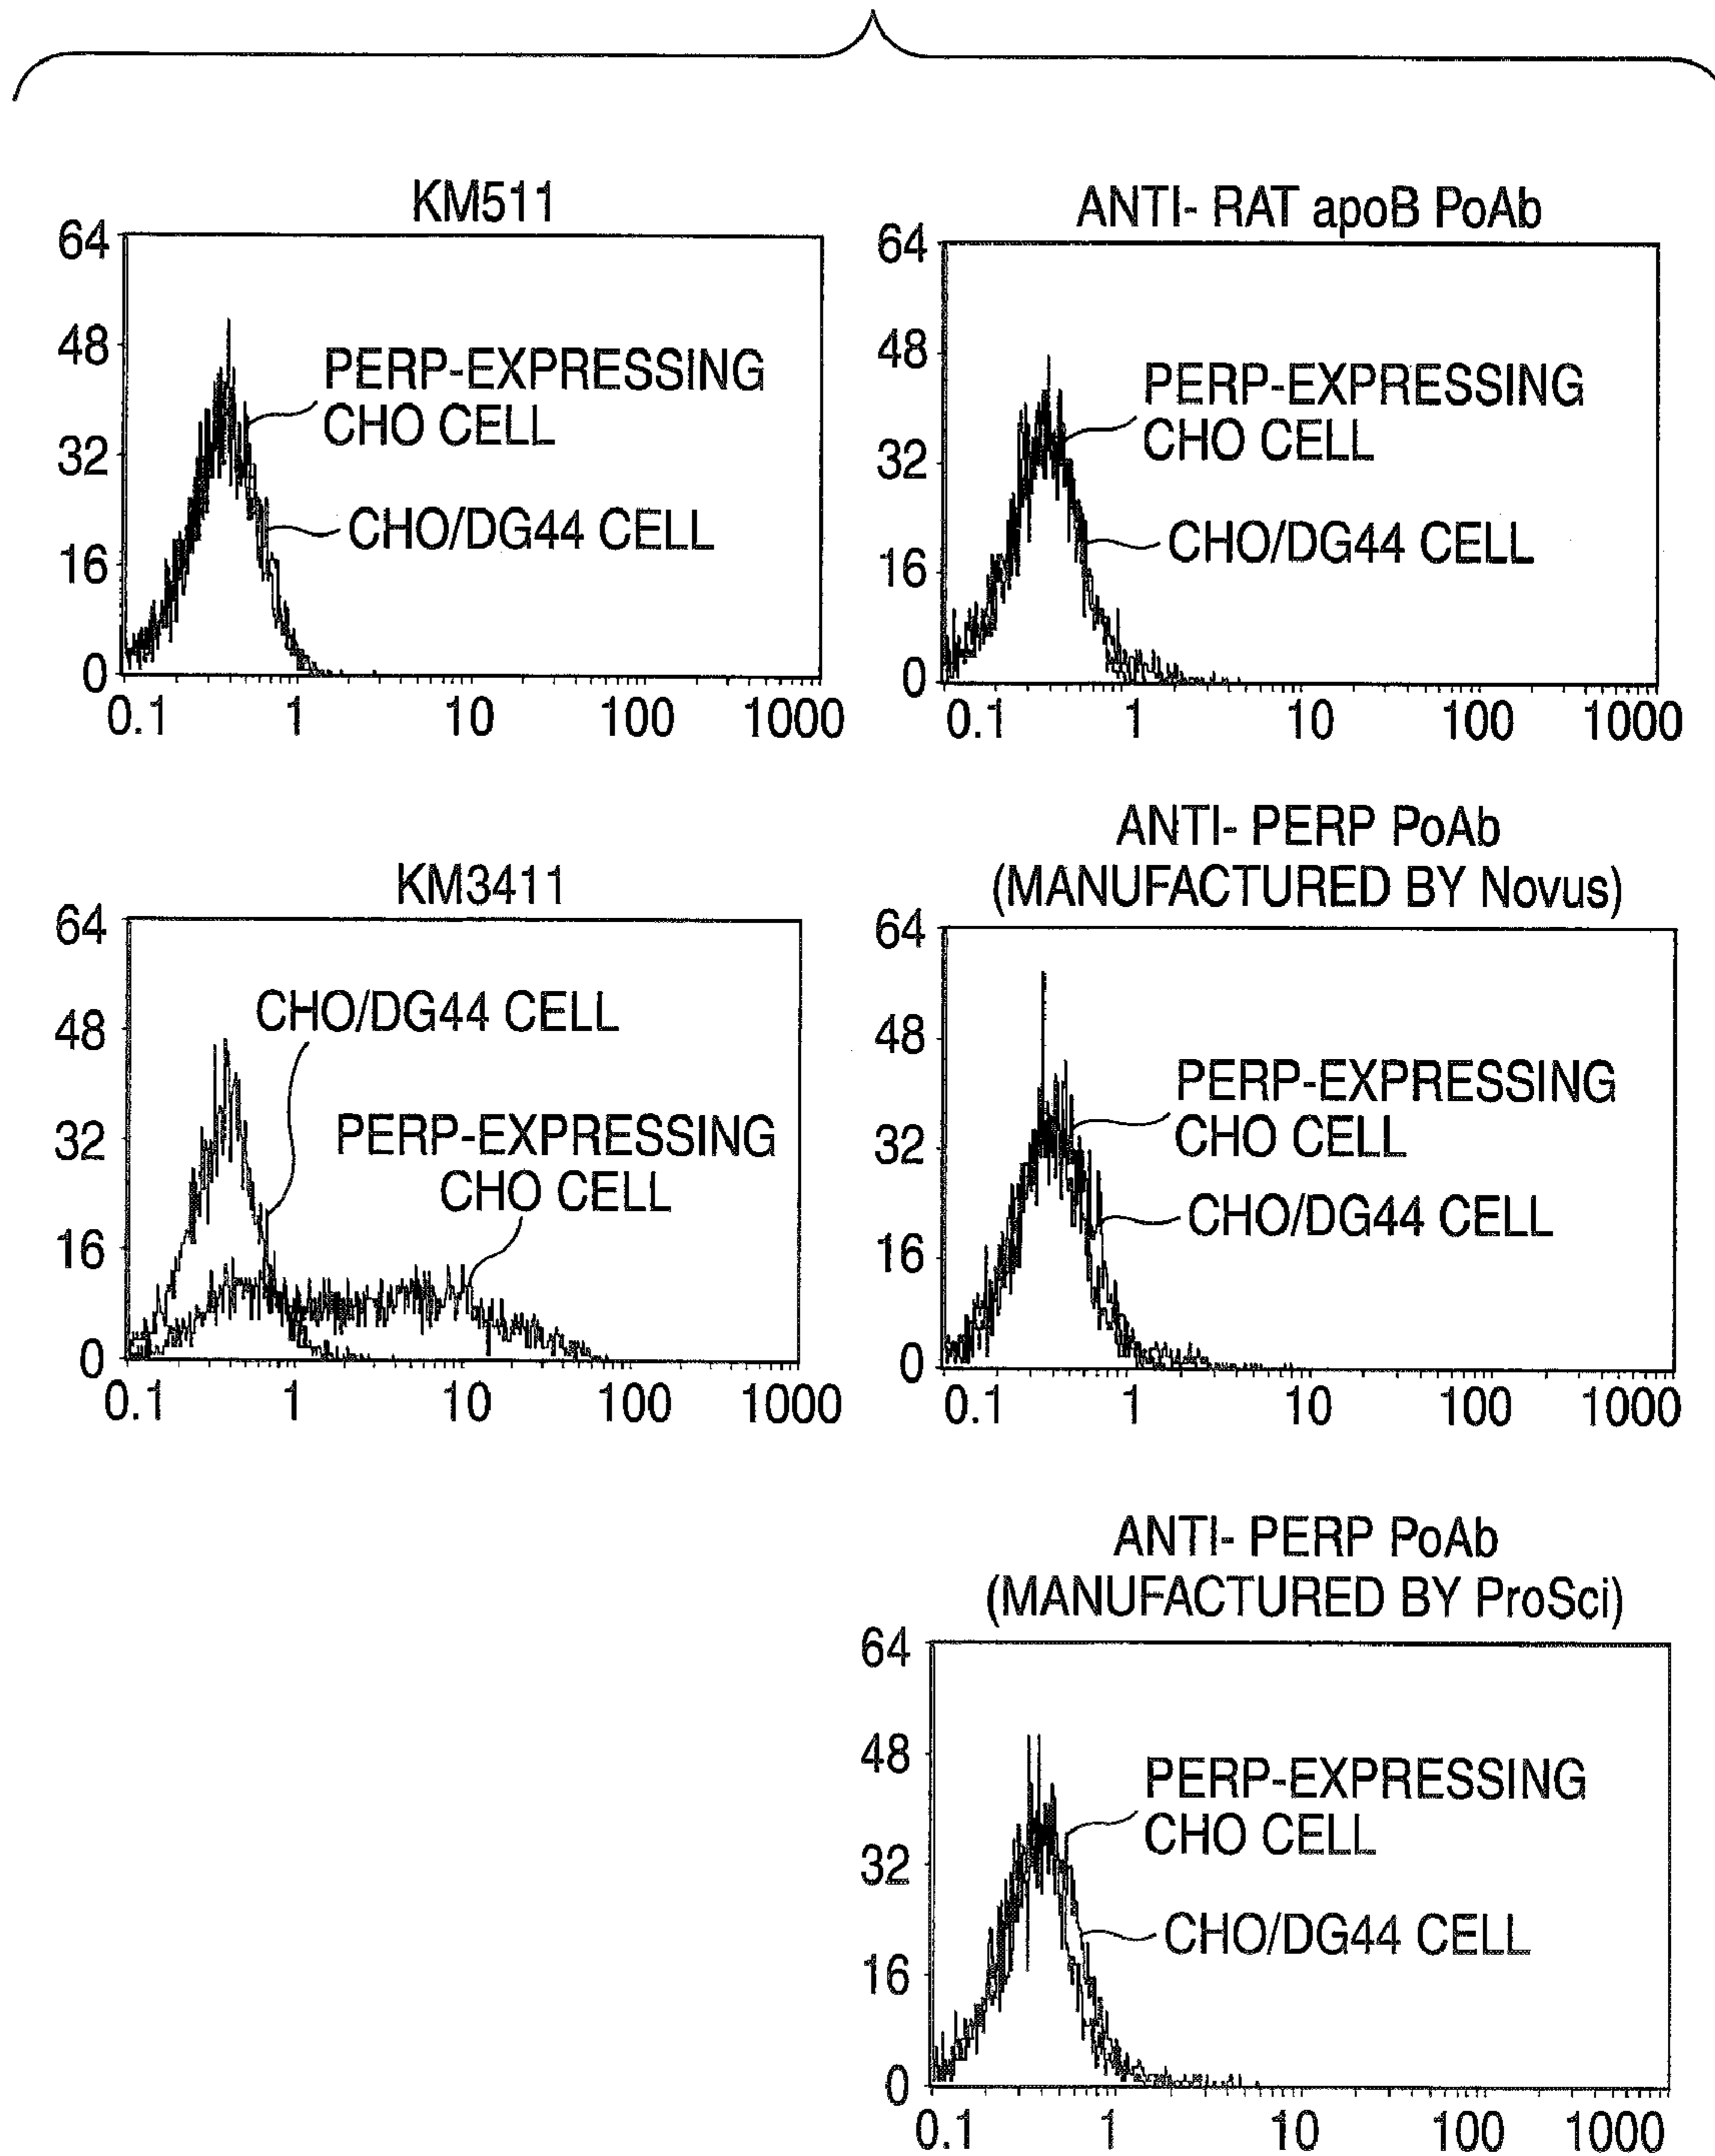 KM511
64
48
32
16
0
PERP-EXPRESSING
CHO CELL
CHO/DG44 CELL
0.1 1 10 100 1000
ANTI- RAT apoB PoAb
64
48
32
16
0
PERP-EXPRESSING
CHO CELL
CHO/DG44 CELL
0.1 1 10 100 1000
KM3411
64
48
32
16
0
CHO/DG44 CELL
PERP-EXPRESSING
CHO CELL
0.1 1 10 100 1000
ANTI- PERP PoAb
(MANUFACTURED BY Novus)
64
48
32
16
0
PERP-EXPRESSING
CHO CELL
CHO/DG44 CELL
0.1 1 10 100 1000
ANTI- PERP PoAb
(MANUFACTURED BY ProSci)
64
48
32
16
0
PERP-EXPRESSING
CHO CELL
CHO/DG44 CELL
0.1 1 10 100 1000